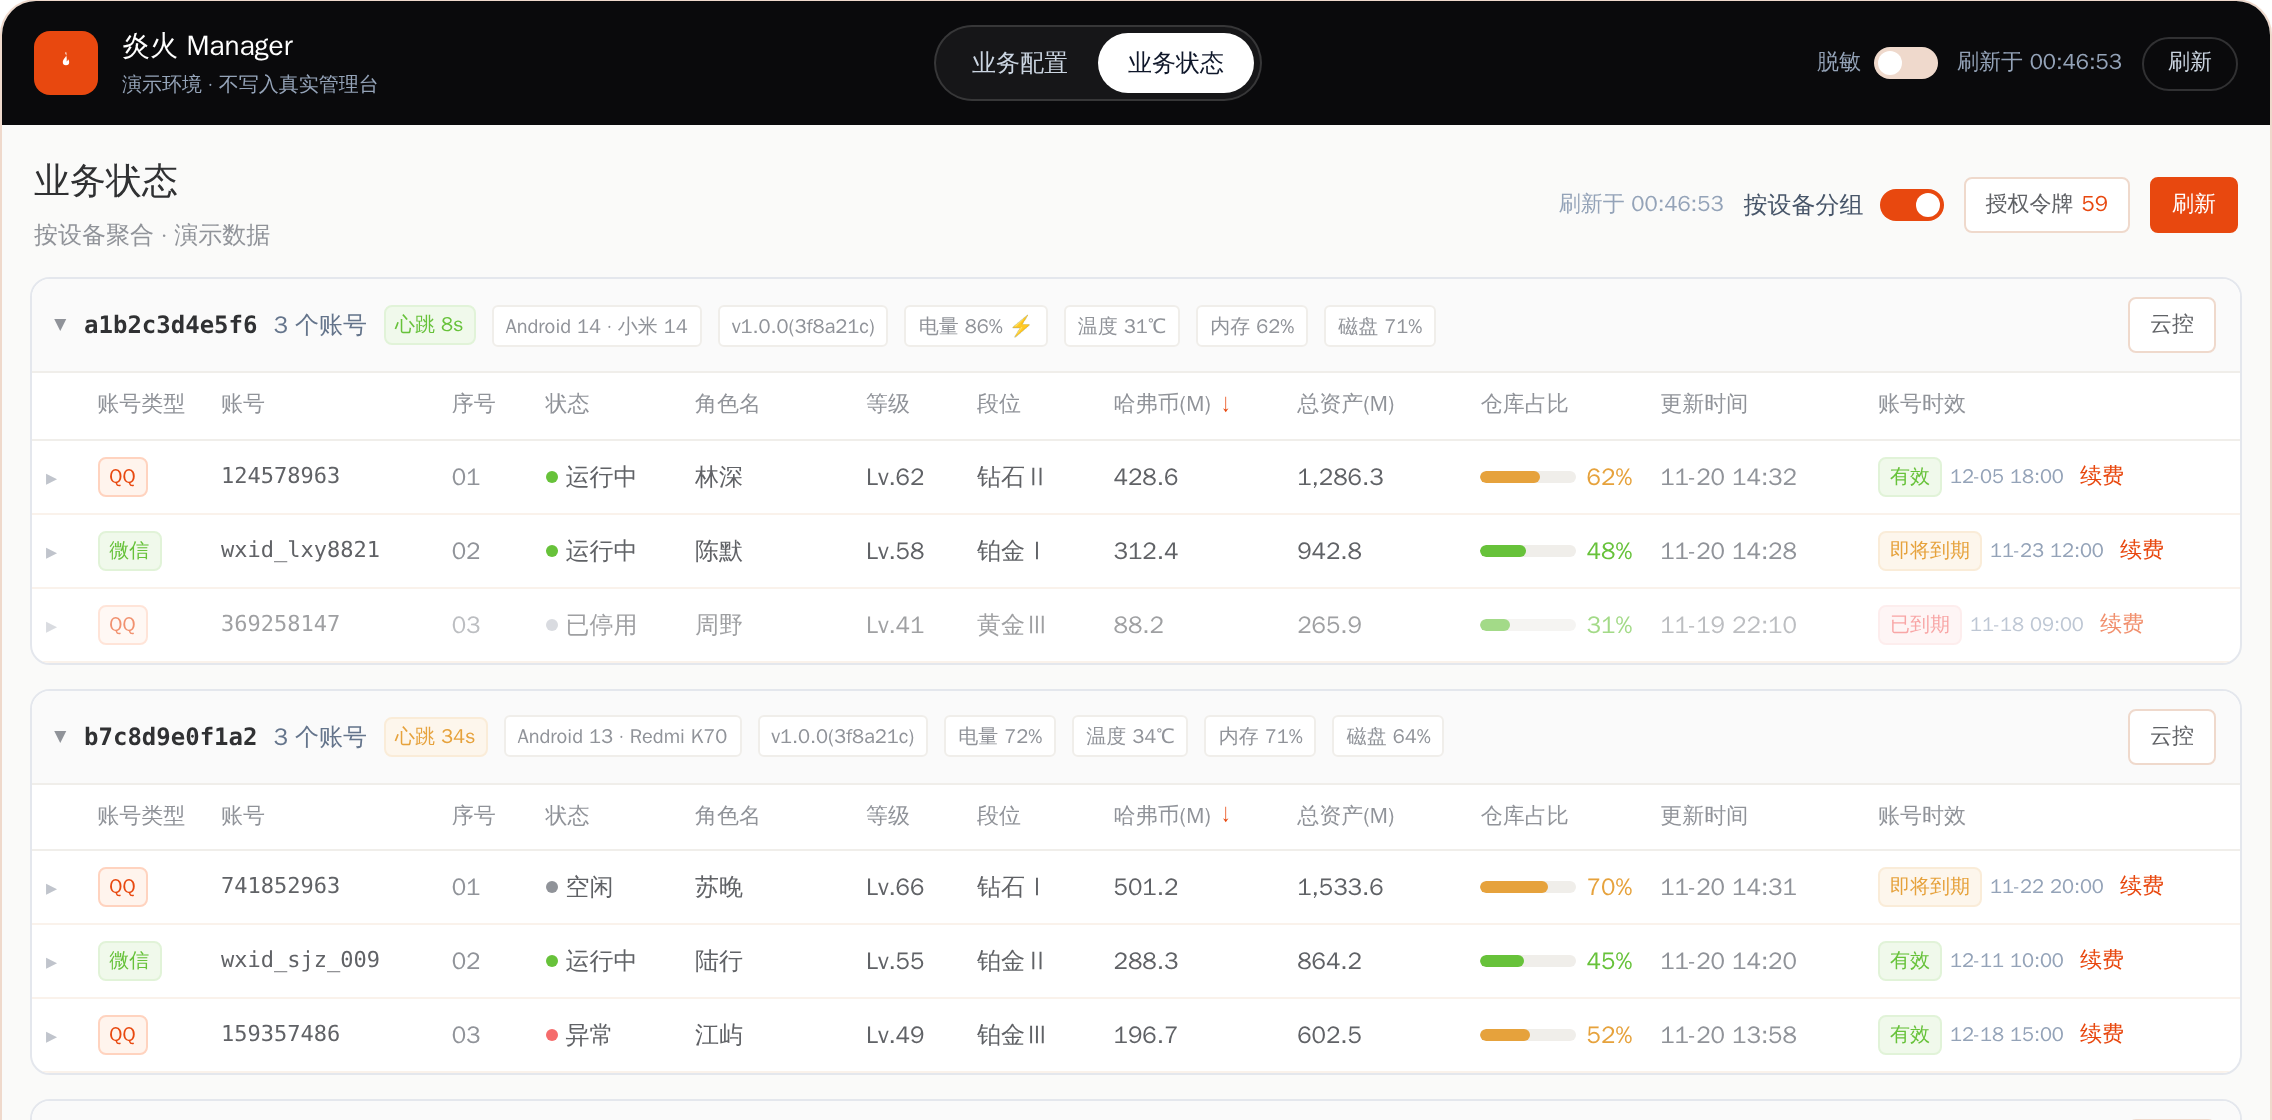 炎火 Manager
演示环境 · 不写入真实管理台
业务配置 业务状态
脱敏 刷新于 00:46:53 刷新
业务状态
按设备聚合 · 演示数据
刷新于 00:46:53 按设备分组 授权令牌 59 刷新
▼ a1b2c3d4e5f6 3 个账号 心跳 8s Android 14 · 小米 14 v1.0.0(3f8a21c) 电量 86% ⚡ 温度 31℃ 内存 62% 磁盘 71% 云控
账号类型 账号 序号 状态 角色名 等级 段位 哈弗币(M) ↓ 总资产(M) 仓库占比 更新时间 账号时效
▶ QQ 124578963 01 运行中 林深 Lv.62 钻石Ⅱ 428.6 1,286.3 62% 11-20 14:32 有效 12-05 18:00 续费
▶ 微信 wxid_lxy8821 02 运行中 陈默 Lv.58 铂金Ⅰ 312.4 942.8 48% 11-20 14:28 即将到期 11-23 12:00 续费
▶ QQ 369258147 03 已停用 周野 Lv.41 黄金Ⅲ 88.2 265.9 31% 11-19 22:10 已到期 11-18 09:00 续费
▼ b7c8d9e0f1a2 3 个账号 心跳 34s Android 13 · Redmi K70 v1.0.0(3f8a21c) 电量 72% 温度 34℃ 内存 71% 磁盘 64% 云控
账号类型 账号 序号 状态 角色名 等级 段位 哈弗币(M) ↓ 总资产(M) 仓库占比 更新时间 账号时效
▶ QQ 741852963 01 空闲 苏晚 Lv.66 钻石Ⅰ 501.2 1,533.6 70% 11-20 14:31 即将到期 11-22 20:00 续费
▶ 微信 wxid_sjz_009 02 运行中 陆行 Lv.55 铂金Ⅱ 288.3 864.2 45% 11-20 14:20 有效 12-11 10:00 续费
▶ QQ 159357486 03 异常 江屿 Lv.49 铂金Ⅲ 196.7 602.5 52% 11-20 13:58 有效 12-18 15:00 续费